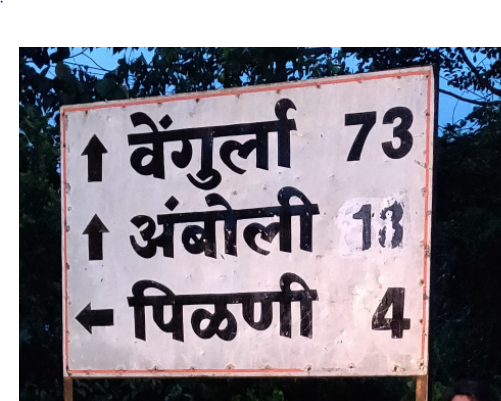 ↑ वेंगुर्ला 73
↑ अंबोली 13
← पिळणी 4